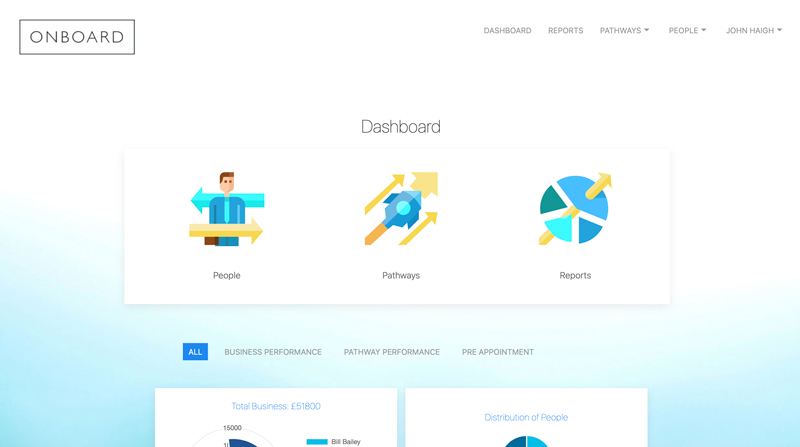 ONBOARD
DASHBOARD REPORTS PATHWAYS PEOPLE JOHN HAIGH
Dashboard
People Pathways Reports
ALL BUSINESS PERFORMANCE PATHWAY PERFORMANCE PRE APPOINTMENT
Total Business: £51800
Distribution of People
15000
Bill Bailey